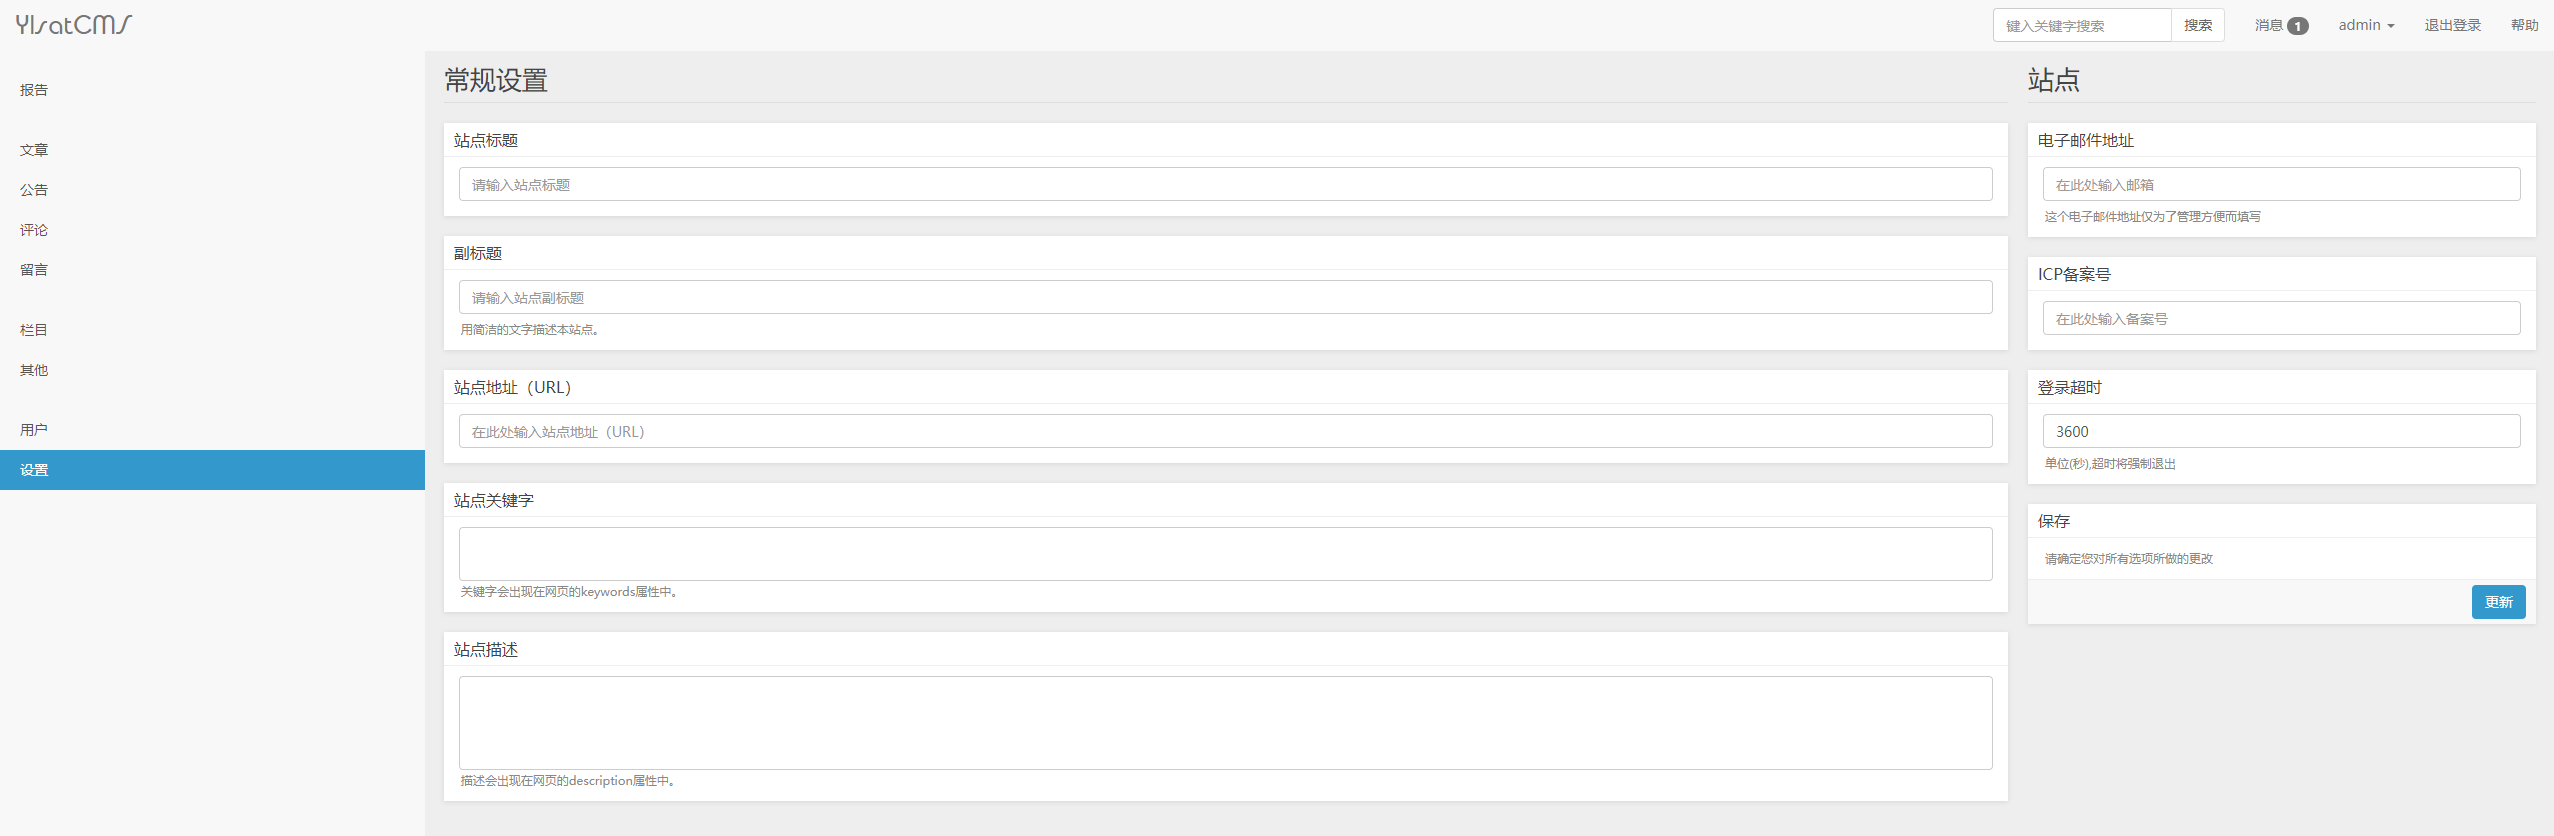 YlsatCMS
键入关键字搜索
搜索
消息 1
admin
退出登录
帮助
报告
文章
公告
评论
留言
栏目
其他
用户
设置
常规设置
站点标题
请输入站点标题
副标题
请输入站点副标题
用简洁的文字描述本站点。
站点地址（URL）
在此处输入站点地址（URL）
站点关键字
关键字会出现在网页的keywords属性中。
站点描述
描述会出现在网页的description属性中。
站点
电子邮件地址
在此处输入邮箱
这个电子邮件地址仅为了管理方便而填写
ICP备案号
在此处输入备案号
登录超时
3600
单位(秒),超时将强制退出
保存
请确定您对所有选项所做的更改
更新